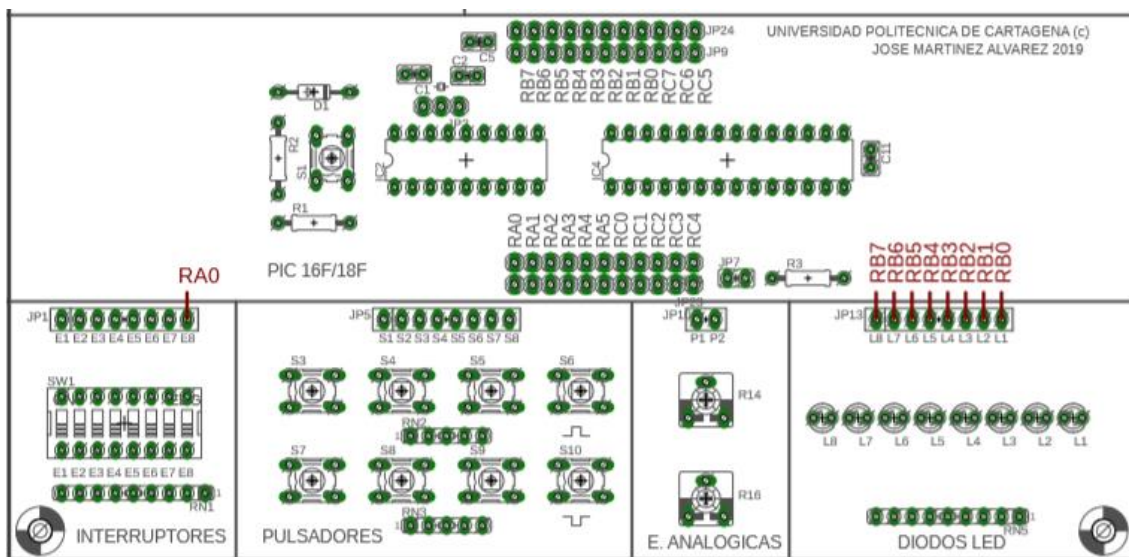 UNIVERSIDAD POLITECNICA DE CARTAGENA (c)
JOSE MARTINEZ ALVAREZ 2019
JP24
JP9
RB7 RB6 RB5 RB4 RB3 RB2 RB1 RB0 RC7 RC6 RC5
C5
C2
C1
D1
R2
S1
IC2
IC4
C11
R1
RA0 RA1 RA2 RA3 RA4 RA5 RC0 RC1 RC2 RC3 RC4
PIC 16F/18F
JP7
R3
JP23
RA0
RB7 RB6 RB5 RB4 RB3 RB2 RB1 RB0
JP1
E1 E2 E3 E4 E5 E6 E7 E8
SW1
E1 E2 E3 E4 E5 E6 E7 E8
RN1
INTERRUPTORES
JP5
S1 S2 S3 S4 S5 S6 S7 S8
S3 S4 S5 S6
RN2
1
S7 S8 S9 S10
RN3
1
PULSADORES
P1 P2
R14
R16
E. ANALOGICAS
JP13
L8 L7 L6 L5 L4 L3 L2 L1
L8 L7 L6 L5 L4 L3 L2 L1
1
RN5
DIODOS LED